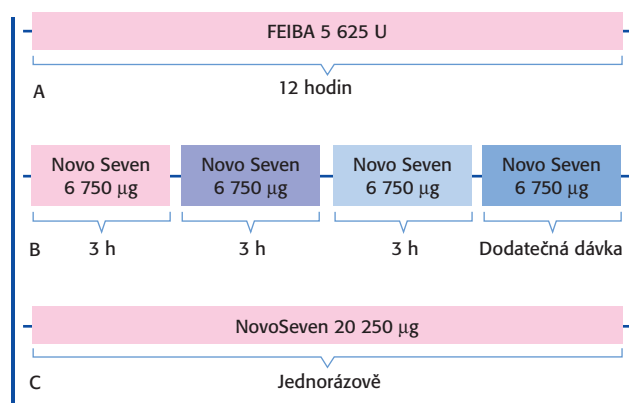 FEIBA 5 625 U
A
12 hodin
Novo Seven
6 750 µg
Novo Seven
6 750 µg
Novo Seven
6 750 µg
Novo Seven
6 750 µg
B
3 h
3 h
3 h
Dodatečná dávka
NovoSeven 20 250 µg
C
Jednorázově